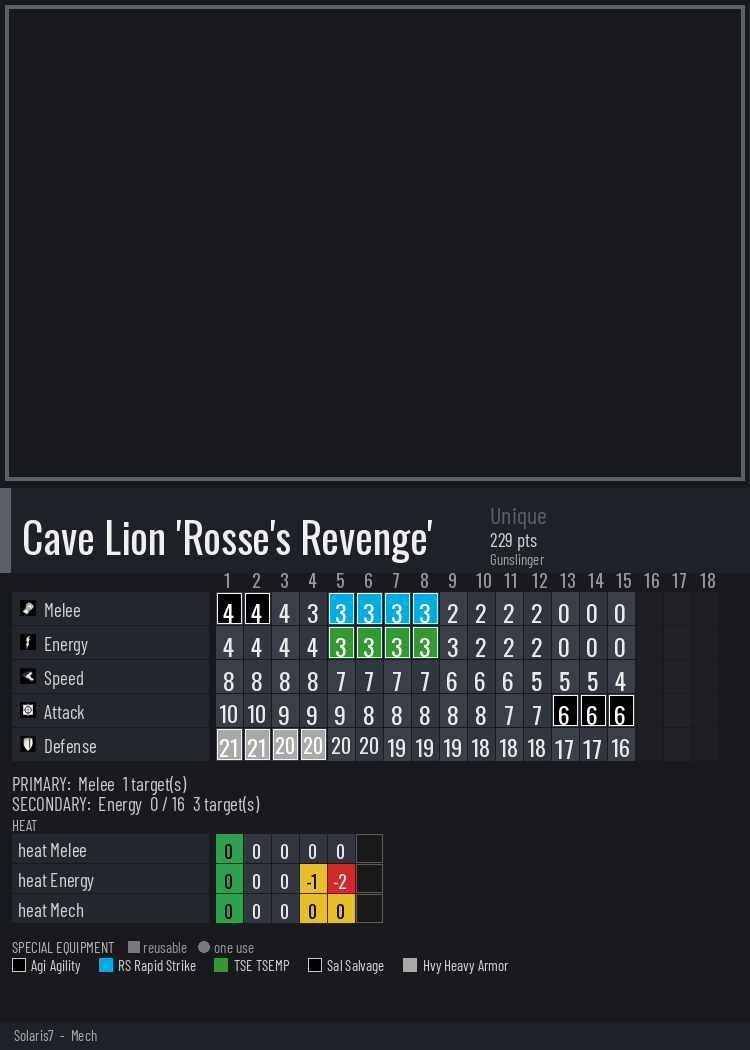 Cave Lion 'Rosse's Revenge'
Unique
229 pts
Gunslinger
1 2 3 4 5 6 7 8 9 10 11 12 13 14 15 16 17 18
Melee 4 4 4 3 3 3 3 3 2 2 2 2 0 0 0
Energy 4 4 4 4 3 3 3 3 3 2 2 2 0 0 0
Speed 8 8 8 8 7 7 7 7 6 6 6 5 5 5 4
Attack 10 10 9 9 9 8 8 8 8 8 7 7 6 6 6
Defense 21 21 20 20 20 20 19 19 19 18 18 18 17 17 16
PRIMARY: Melee 1 target(s)
SECONDARY: Energy 0 / 16 3 target(s)
HEAT
heat Melee 0 0 0 0 0
heat Energy 0 0 0 -1 -2
heat Mech 0 0 0 0 0
SPECIAL EQUIPMENT reusable one use
Agi Agility RS Rapid Strike TSE TSEMP Sal Salvage Hvy Heavy Armor
Solaris7 - Mech